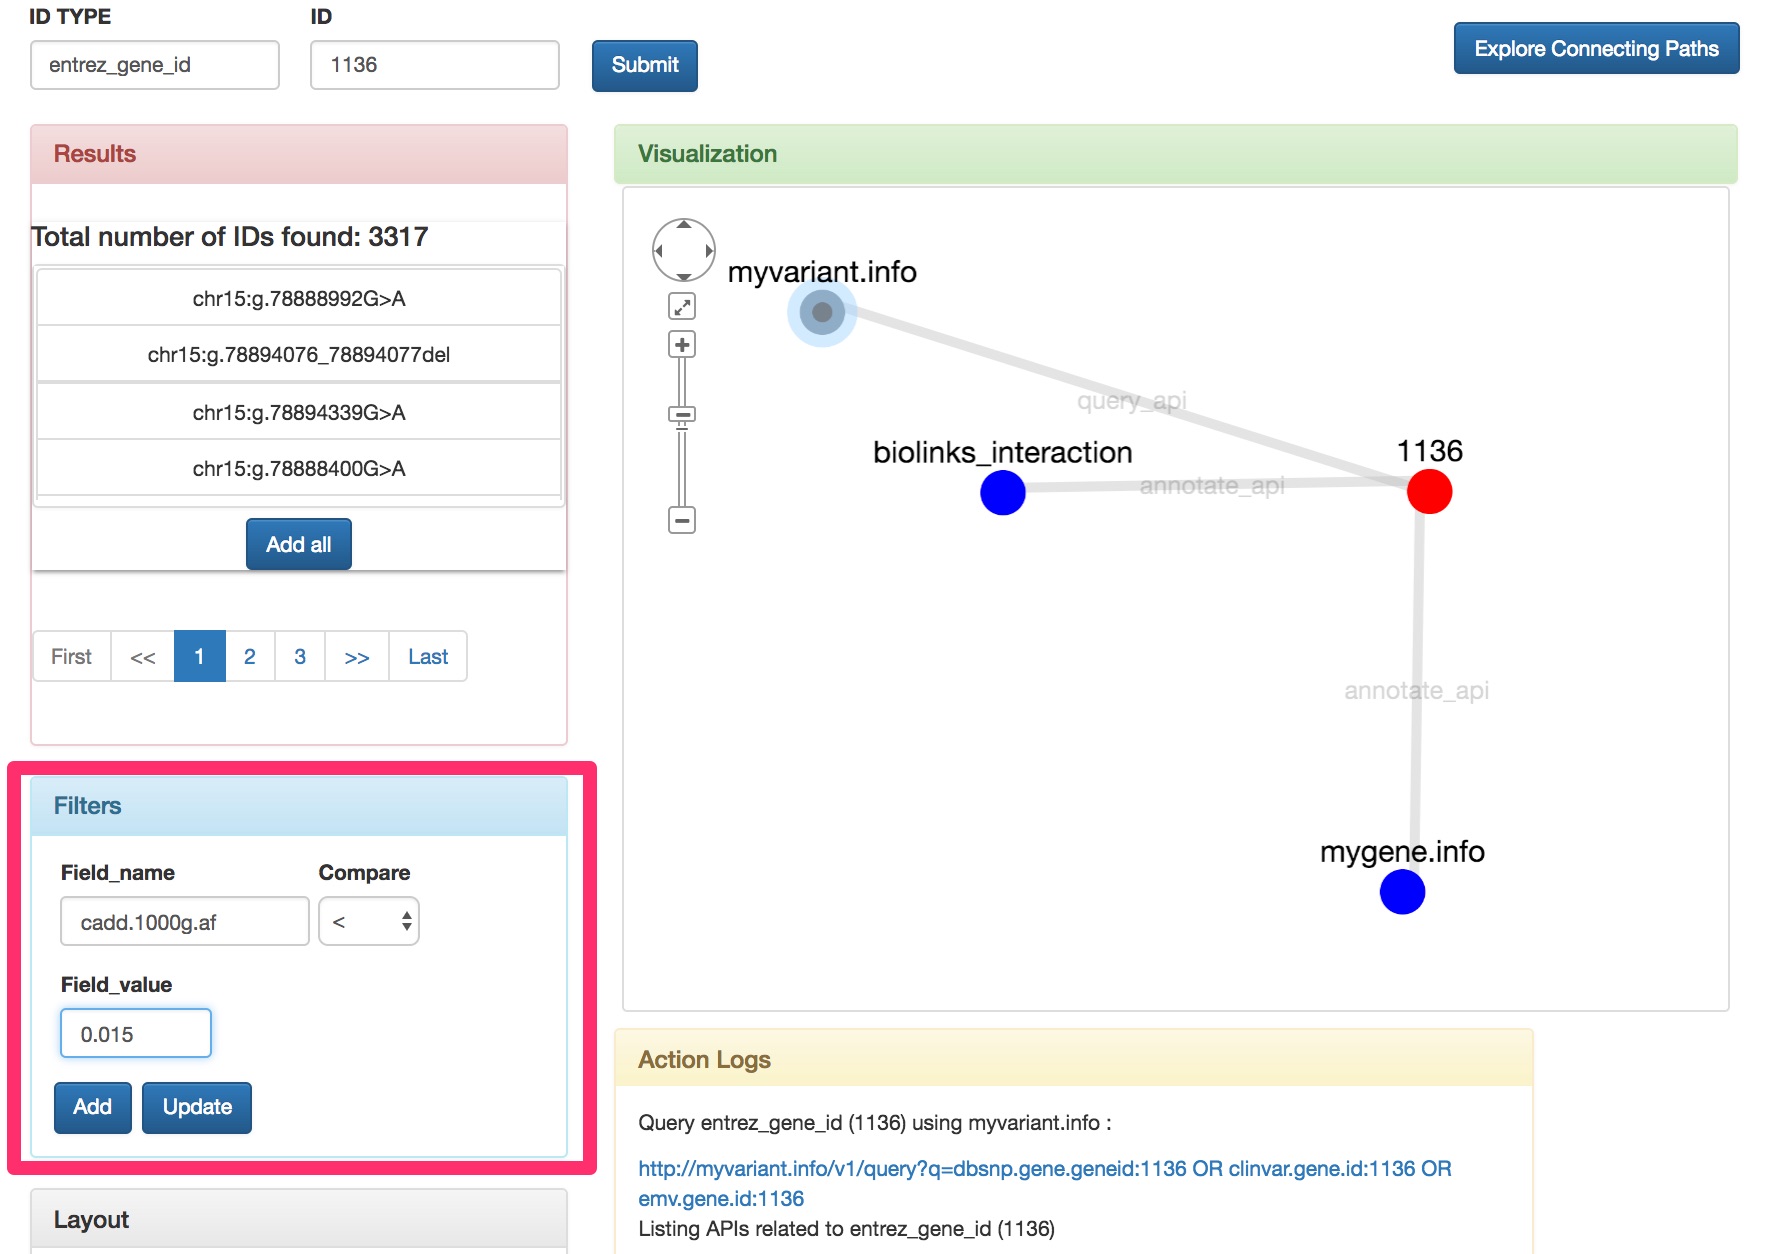 ID TYPE
ID
entrez_gene_id
1136
Submit
Explore Connecting Paths
Results
Total number of IDs found: 3317
chr15:g.78888992G>A
chr15:g.78894076_78894077del
chr15:g.78894339G>A
chr15:g.78888400G>A
Add all
First << 1 2 3 >> Last
Filters
Field_name
Compare
cadd.1000g.af
<
Field_value
0.015
Add
Update
Layout
Visualization
myvariant.info
query_api
biolinks_interaction
annotate_api
1136
annotate_api
mygene.info
Action Logs
Query entrez_gene_id (1136) using myvariant.info :
http://myvariant.info/v1/query?q=dbsnp.gene.geneid:1136 OR clinvar.gene.id:1136 OR
emv.gene.id:1136
Listing APIs related to entrez_gene_id (1136)